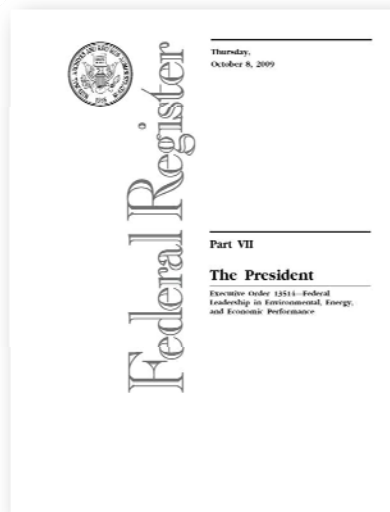 Thursday,
October 8, 2009
Federal Register
Part VII
The President
Executive Order 13514—Federal
Leadership in Environmental, Energy,
and Economic Performance